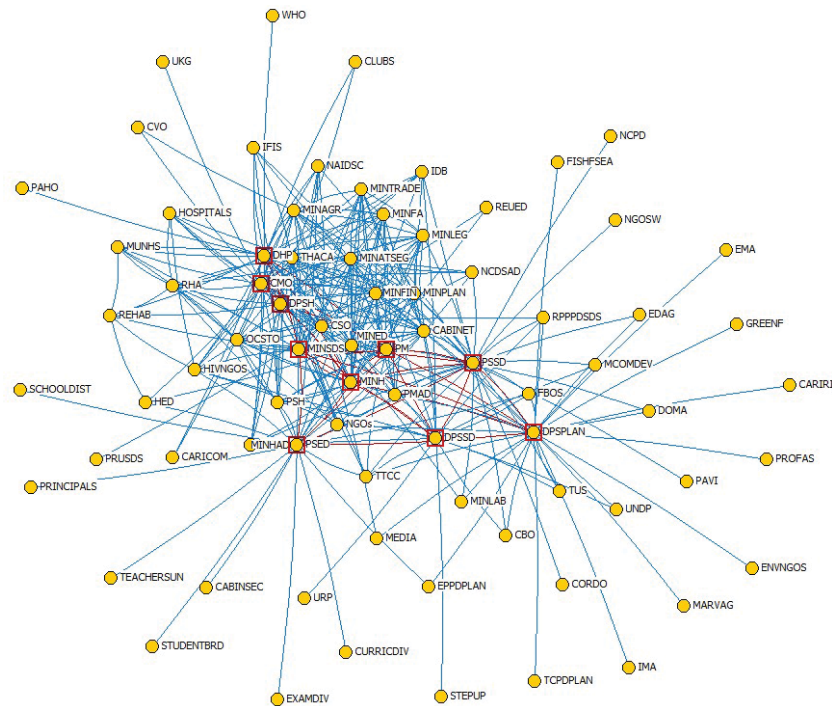 WHO
UKG
CLUBS
CVO
NCPD
IFIS
FISHFSEA
NAIDSC
IDB
PAHO
MINTRADE
HOSPITALS
MINAGR
MINFA
REUED
NGOSW
MINLEG
MUNHS
EMA
DHP
THACA
MINATSEG
NCDSAD
RHA
CMO
MINFIN
MINPLAN
DPSH
REHAB
CSO
CABINET
RPPPDSDS
EDAG
GREENF
OCSTO
MINED
MINSDS
PM
PSSD
MCOMDEV
HIVNGOS
MINH
CARIRI
SCHOOLDIST
PMAD
FBOS
HED
PSH
DOMA
NGOs
DPSSD
DPSPLAN
MINHAD
PSED
PRUSDS
CARICOM
PROFAS
TTCC
PAVI
PRINCIPALS
TUS
MINLAB
UNDP
MEDIA
CBO
ENVNGOS
TEACHERSUN
CABINSEC
EPPDPLAN
CORDO
URP
MARVAG
STUDENTBRD
CURRICDIV
IMA
TCPDPLAN
EXAMDIV
STEPUP